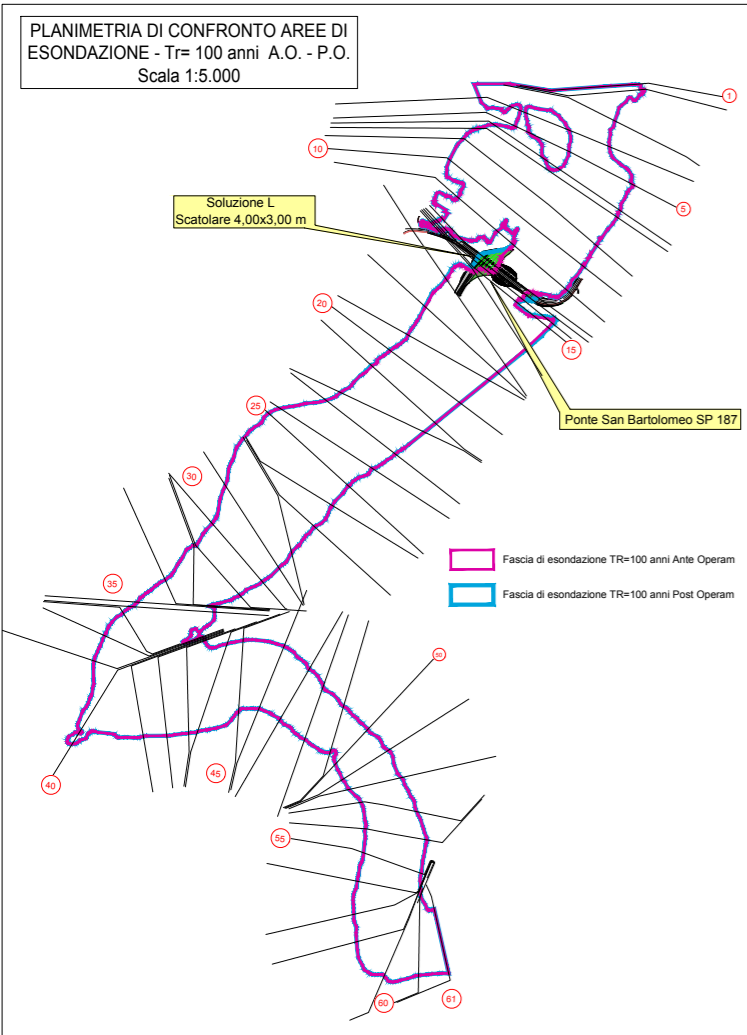 PLANIMETRIA DI CONFRONTO AREE DI
ESONDAZIONE - Tr= 100 anni A.O. - P.O.
Scala 1:5.000
1
10
Soluzione L
Scatolare 4,00x3,00 m
5
20
15
25
Ponte San Bartolomeo SP 187
30
Fascia di esondazione TR=100 anni Ante Operam
35
Fascia di esondazione TR=100 anni Post Operam
50
40
45
55
60
61